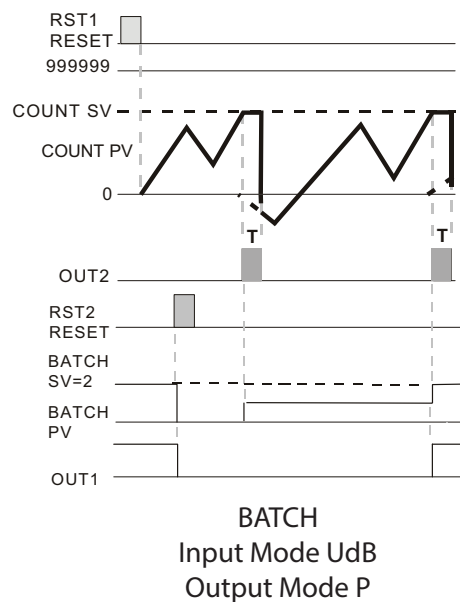 RST1
RESET
999999
COUNT SV
COUNT PV
0
T
T
OUT2
RST2
RESET
BATCH
SV=2
BATCH
PV
OUT1
BATCH
Input Mode UdB
Output Mode P